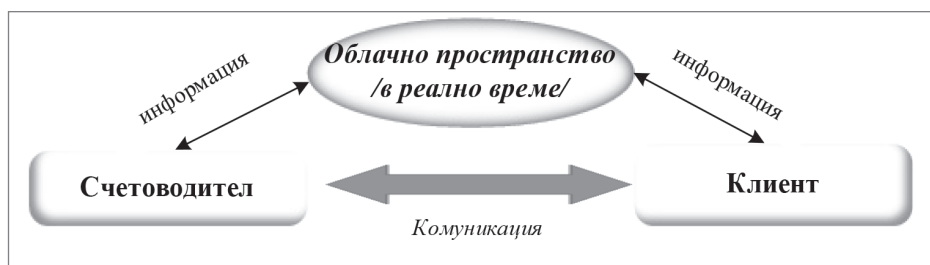 Облачно пространство
/в реално време/
информация
информация
Счетоводител
Клиент
Комуникация